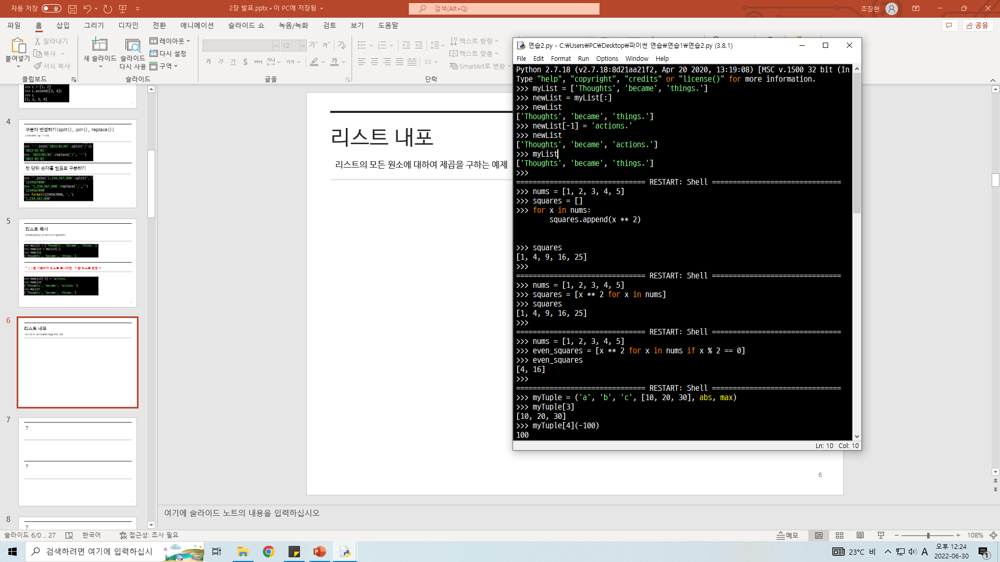 자동 저장 끔
2장 발표.pptx • 이 PC에 저장됨
검색(Alt+Q)
조장현
파일 홈 삽입 그리기 디자인 전환 애니메이션 슬라이드 쇼 녹음/녹화 검토 보기 도움말
공유
붙여넣기
잘라내기
복사
서식 복사
클립보드
새 슬라이드
슬라이드 다시 사용
레이아웃
다시 설정
구역
슬라이드
12
가 가 간 S
글꼴
텍스트 방향
텍스트 맞춤
SmartArt로 변환
단락
>>> L = [1, 2]
>>> L.extend([3, 4])
>>> L
[1, 2, 3, 4]
4
구분자 변경하기(split(), join(), replace())
>>> '-'.join('2022/01/01'.split('/'))
'2022-01-01'
>>> '2022/01/01'.replace('/', '-')
'2022-01-01'
천 단위 숫자를 쉼표로 구분하기
>>> ''.join('1,234,567,890'.split(',')
'1234567890'
>>> '1,234,567,890'.replace(',','')
'1234567890'
>>> format(1234567890, ',')
'1,234,567,890'
5
리스트 복사
>>> myList = ['Thoughts', 'became', 'things.']
>>> newList = myList[:]
>>> newList
['Thoughts', 'became', 'things.']
* [:]를 사용하여 리스트 복사하면, 기존 리스트 변경 X
>>> newList[-1] = 'actions.'
>>> newList
['Thoughts', 'became', 'actions.']
>>> myList
['Thoughts', 'became', 'things.']
6
리스트 내포
리스트의 모든 원소에 대하여 제곱을 구하는 예제
7
?
?
8
?
리스트 내포
리스트의 모든 원소에 대하여 제곱을 구하는 예제
6
연습2.py - C:₩Users₩PC₩Desktop₩파이썬 연습₩연습1₩연습2.py (3.8.1)
File Edit Format Run Options Window Help
Python 2.7.18 (v2.7.18:8d21aa21f2, Apr 20 2020, 13:19:08) [MSC v.1500 32 bit (In
Type "help", "copyright", "credits" or "license()" for more information.
>>> myList = ['Thoughts', 'became', 'things.']
>>> newList = myList[:]
>>> newList
['Thoughts', 'became', 'things.']
>>> newList[-1] = 'actions.'
>>> newList
['Thoughts', 'became', 'actions.']
>>> myList
['Thoughts', 'became', 'things.']
>>>
=============================== RESTART: Shell ===============================
>>> nums = [1, 2, 3, 4, 5]
>>> squares = []
>>> for x in nums:
squares.append(x ** 2)
>>> squares
[1, 4, 9, 16, 25]
>>>
=============================== RESTART: Shell ===============================
>>> nums = [1, 2, 3, 4, 5]
>>> squares = [x ** 2 for x in nums]
>>> squares
[1, 4, 9, 16, 25]
>>>
=============================== RESTART: Shell ===============================
>>> nums = [1, 2, 3, 4, 5]
>>> even_squares = [x ** 2 for x in nums if x % 2 == 0]
>>> even_squares
[4, 16]
>>>
=============================== RESTART: Shell ===============================
>>> myTuple = ('a', 'b', 'c', [10, 20, 30], abs, max)
>>> myTuple[3]
[10, 20, 30]
>>> myTuple[4](-100)
100
Ln: 10 Col: 10
여기에 슬라이드 노트의 내용을 입력하십시오
슬라이드 6/0 .. 27
한국어
접근성: 조사 필요
메모
108%
검색하려면 여기에 입력하십시
23°C 비
A
오후 12:24
2022-06-30
1